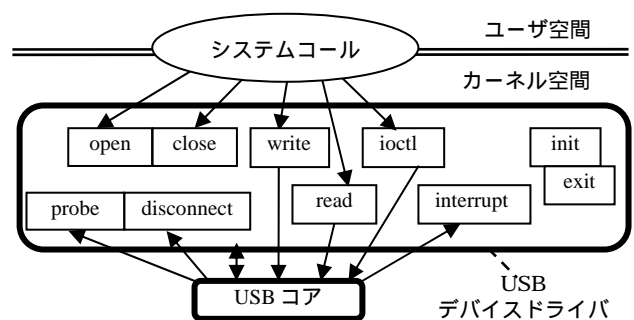 ユーザ空間
システムコール
カーネル空間
open close write ioctl init
exit
probe disconnect read interrupt
USB コア
USB
デバイスドライバ